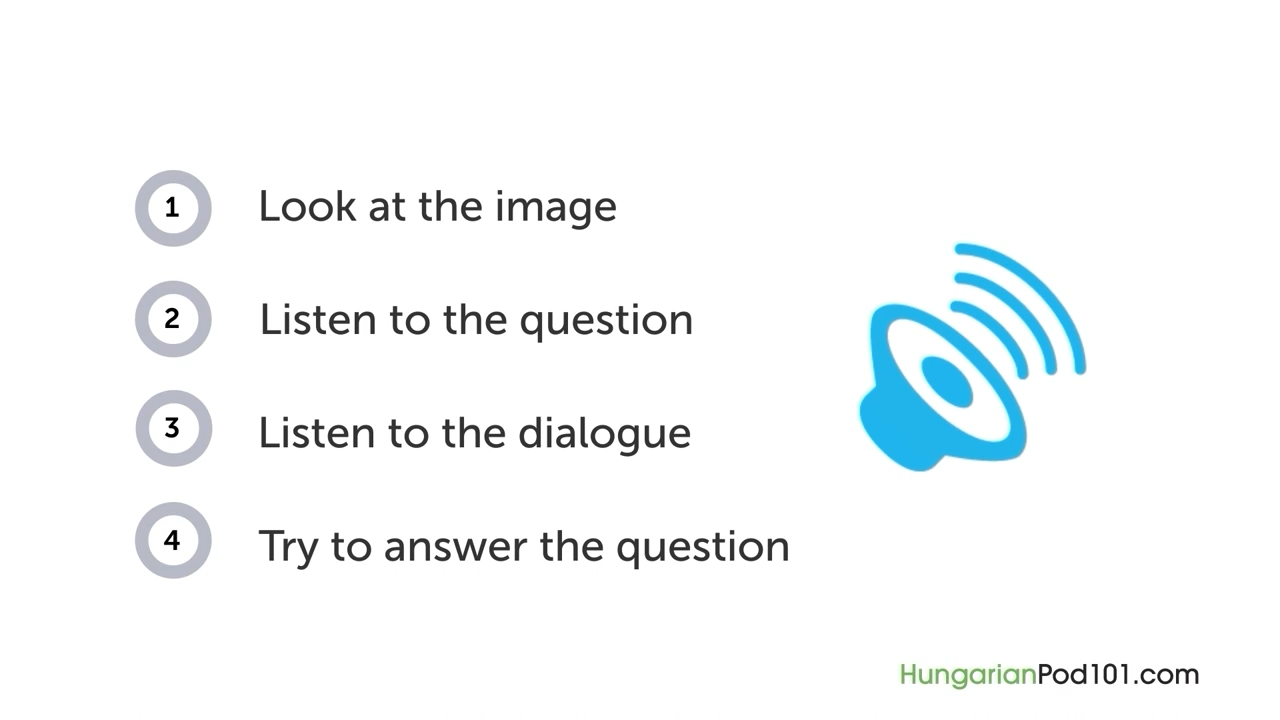 1 Look at the image
2 Listen to the question
3 Listen to the dialogue
4 Try to answer the question
HungarianPod101.com